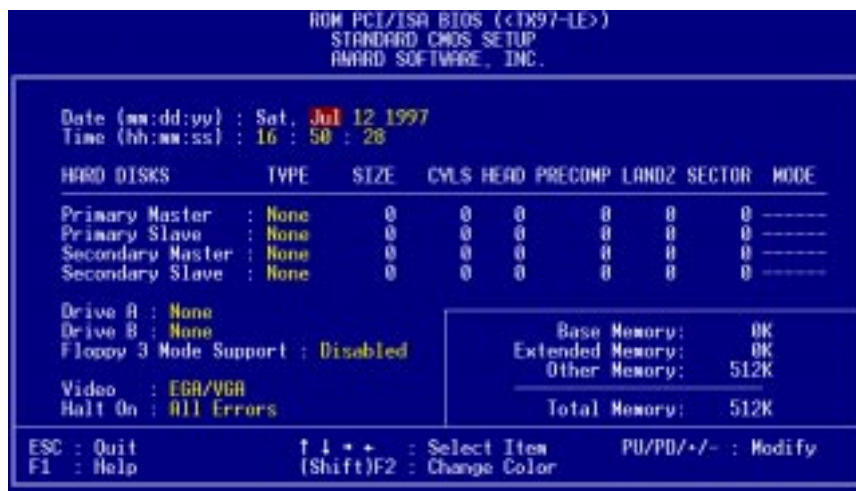 ROM PCI/ISA BIOS (<TX97-LE>)
STANDARD CMOS SETUP
AWARD SOFTWARE, INC.
Date (mm:dd:yy) : Sat, Jul 12 1997
Time (hh:mm:ss) : 16 : 50 : 28
HARD DISKS TYPE SIZE CYLS HEAD PRECOMP LANDZ SECTOR MODE
Primary Master : None 0 0 0 0 0 0 ------
Primary Slave : None 0 0 0 0 0 0 ------
Secondary Master : None 0 0 0 0 0 0 ------
Secondary Slave : None 0 0 0 0 0 0 ------
Drive A : None
Drive B : None
Floppy 3 Mode Support : Disabled
Video : EGA/VGA
Halt On : All Errors
Base Memory: 0K
Extended Memory: 0K
Other Memory: 512K
Total Memory: 512K
ESC : Quit ↑ ↓ → ← : Select Item PU/PD/+/- : Modify
F1 : Help (Shift)F2 : Change Color